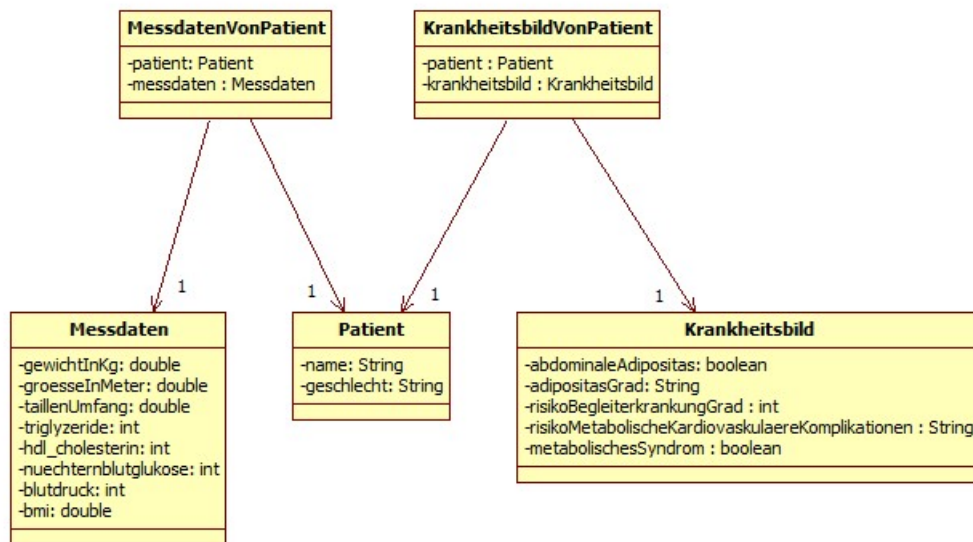 MessdatenVonPatient
-patient: Patient
-messdaten : Messdaten
KrankheitsbildVonPatient
-patient : Patient
-krankheitsbild : Krankheitsbild
1
1
1
1
Messdaten
-gewichtInKg: double
-groesseInMeter: double
-taillenUmfang: double
-triglyzeride: int
-hdl_cholesterin: int
-nuechternblutglukose: int
-blutdruck: int
-bmi: double
Patient
-name: String
-geschlecht: String
Krankheitsbild
-abdominaleAdipositas: boolean
-adipositasGrad: String
-risikoBegleiterkrankungGrad : int
-risikoMetabolischeKardiovaskulaereKomplikationen : String
-metabolischesSyndrom : boolean